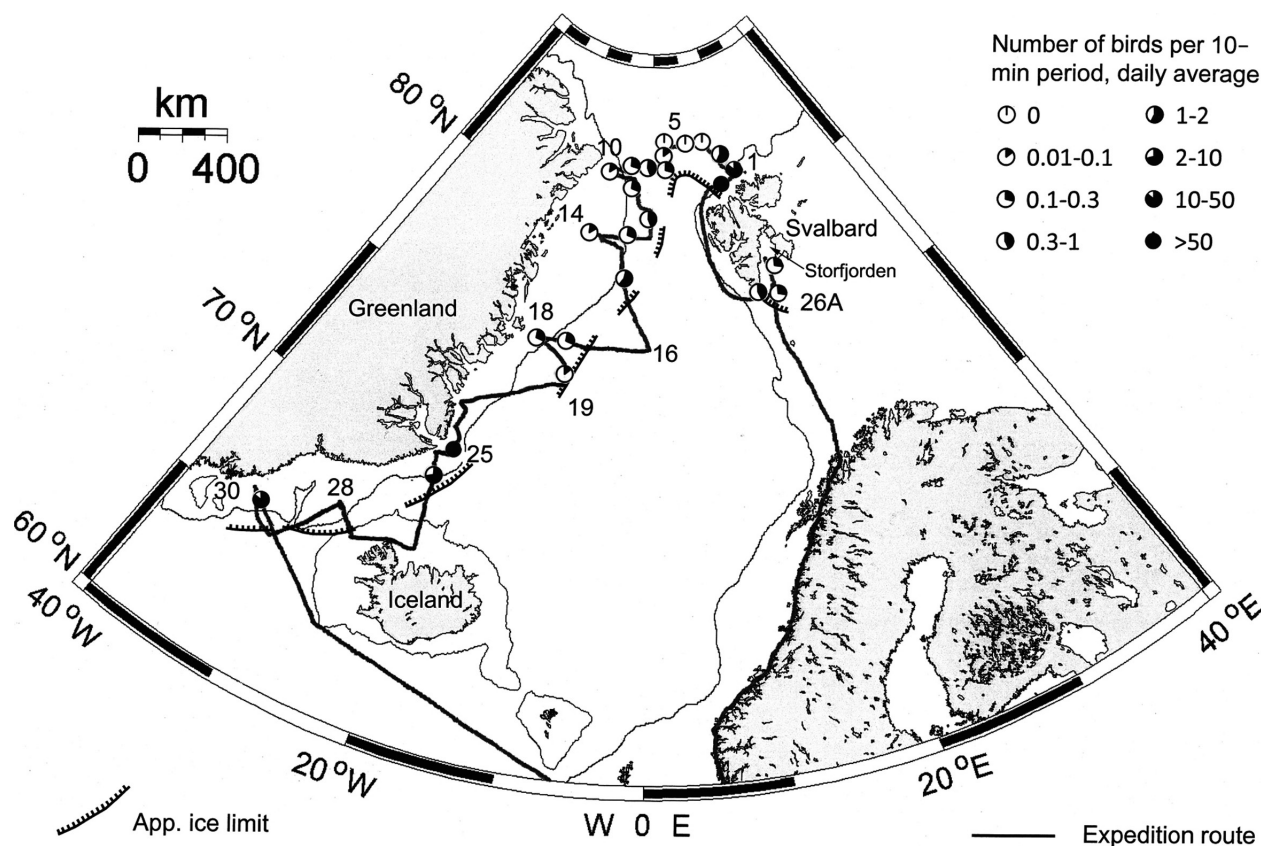 Number of birds per 10–
min period, daily average
0
1-2
0.01-0.1
2-10
0.1-0.3
10-50
0.3-1
>50
km
0 400
80 °N
70 °N
60 °N
40 °W
20 °W
W 0 E
20 °E
40 °E
5
10
1
14
Svalbard
Storfjorden
26A
Greenland
18
16
19
25
30
28
Iceland
App. ice limit
Expedition route